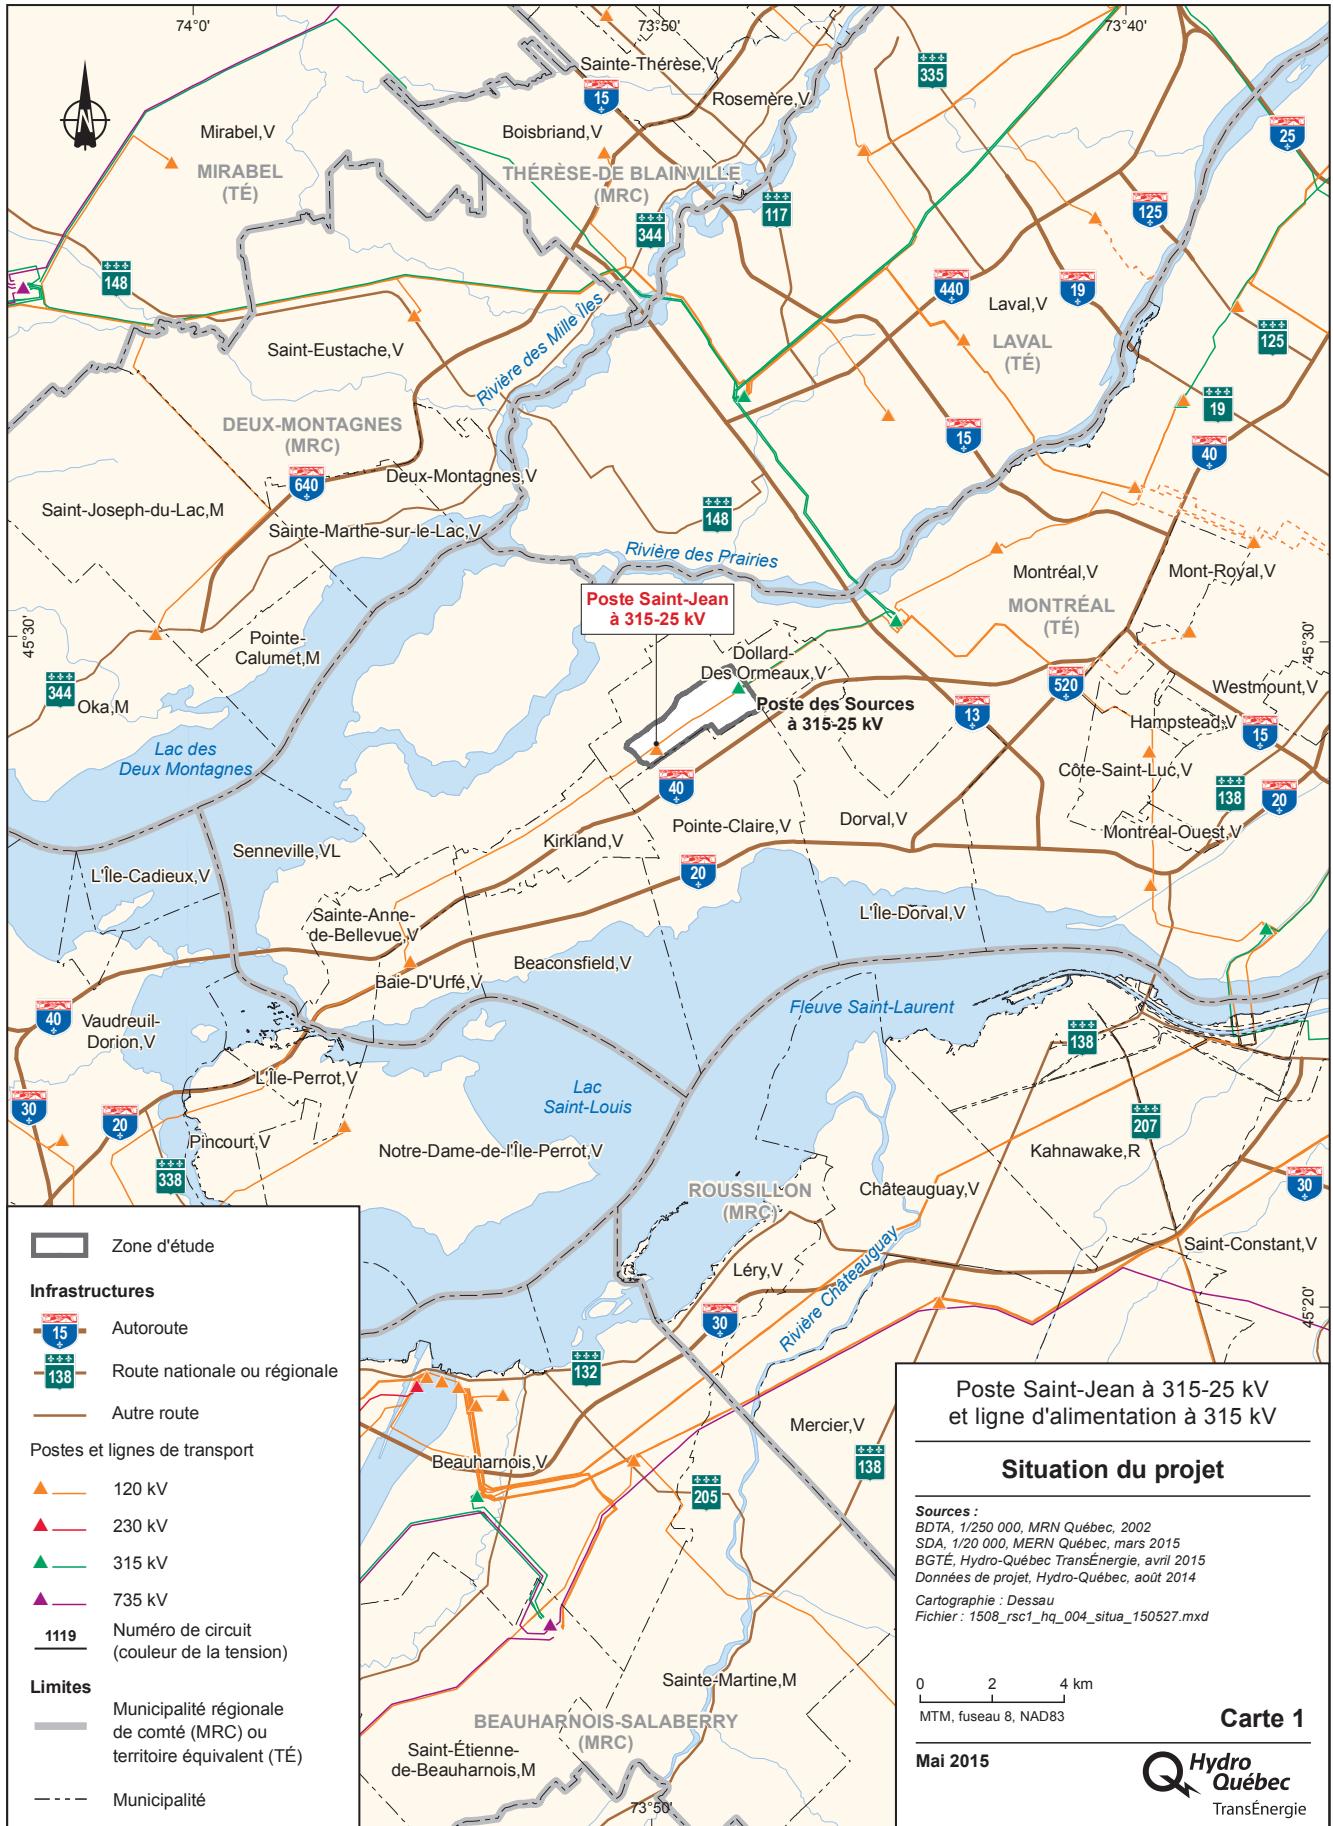 74°0'
73°50'
73°40'
Sainte-Thérèse,V
335
15
Rosemère,V
Mirabel,V
Boisbriand,V
25
MIRABEL
(TÉ)
THÉRÈSE-DE BLAINVILLE
(MRC)
117
125
344
148
440
19
Laval,V
Rivière des Mille Îles
125
Saint-Eustache,V
LAVAL
(TÉ)
19
DEUX-MONTAGNES
(MRC)
15
40
Deux-Montagnes,V
640
Saint-Joseph-du-Lac,M
148
Sainte-Marthe-sur-le-Lac,V
Rivière des Prairies
Montréal,V
Mont-Royal,V
Poste Saint-Jean
à 315-25 kV
MONTRÉAL
(TÉ)
45°30'
45°30'
Pointe-
Calumet,M
Dollard-
Des Ormeaux,V
344
Oka,M
520
Westmount,V
Poste des Sources
à 315-25 kV
13
Hampstead,V
15
Lac des
Deux Montagnes
40
Côte-Saint-Luc,V
138
20
Pointe-Claire,V
Dorval,V
Montréal-Ouest,V
Kirkland,V
Senneville,VL
20
L'Île-Cadieux,V
Sainte-Anne-
de-Bellevue,V
L'Île-Dorval,V
Beaconsfield,V
Baie-D'Urfé,V
Fleuve Saint-Laurent
40
Vaudreuil-
Dorion,V
138
L'Île-Perrot,V
Lac
Saint-Louis
30
20
207
Pincourt,V
Notre-Dame-de-l'Île-Perrot,V
Kahnawake,R
338
ROUSSILLON
(MRC)
Châteauguay,V
30
Saint-Constant,V
Léry,V
Rivière Châteauguay
45°20'
30
132
Mercier,V
138
Beauharnois,V
205
Sainte-Martine,M
BEAUHARNOIS-SALABERRY
(MRC)
Saint-Étienne-
de-Beauharnois,M
73°50'
Zone d'étude
Infrastructures
15
Autoroute
138
Route nationale ou régionale
Autre route
Postes et lignes de transport
120 kV
230 kV
315 kV
735 kV
1119
Numéro de circuit
(couleur de la tension)
Limites
Municipalité régionale
de comté (MRC) ou
territoire équivalent (TÉ)
Municipalité
Poste Saint-Jean à 315-25 kV
et ligne d'alimentation à 315 kV
Situation du projet
Sources :
BDTA, 1/250 000, MRN Québec, 2002
SDA, 1/20 000, MERN Québec, mars 2015
BGTÉ, Hydro-Québec TransÉnergie, avril 2015
Données de projet, Hydro-Québec, août 2014
Cartographie : Dessau
Fichier : 1508_rsc1_hq_004_situa_150527.mxd
0 2 4 km
MTM, fuseau 8, NAD83
Carte 1
Mai 2015
Hydro
Québec
TransÉnergie